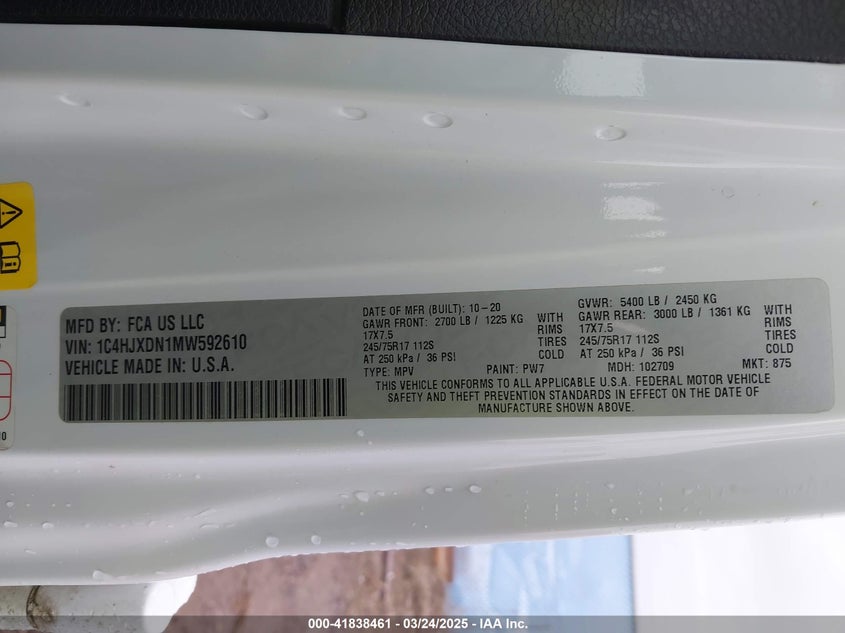 MFD BY: FCA US LLC
VIN: 1C4HJXDN1MW592610
VEHICLE MADE IN: U.S.A.
DATE OF MFR (BUILT): 10-20
GAWR FRONT: 2700 LB / 1225 KG WITH
17X7.5 RIMS
245/75R17 112S TIRES
AT 250 kPa / 36 PSI COLD
TYPE: MPV PAINT: PW7
GVWR: 5400 LB / 2450 KG
GAWR REAR: 3000 LB / 1361 KG WITH
17X7.5 RIMS
245/75R17 112S TIRES
AT 250 kPa / 36 PSI COLD
MDH: 102709 MKT: 875
THIS VEHICLE CONFORMS TO ALL APPLICABLE U.S.A. FEDERAL MOTOR VEHICLE
SAFETY AND THEFT PREVENTION STANDARDS IN EFFECT ON THE DATE OF
MANUFACTURE SHOWN ABOVE.
000-41838461 - 03/24/2025 - IAA Inc.